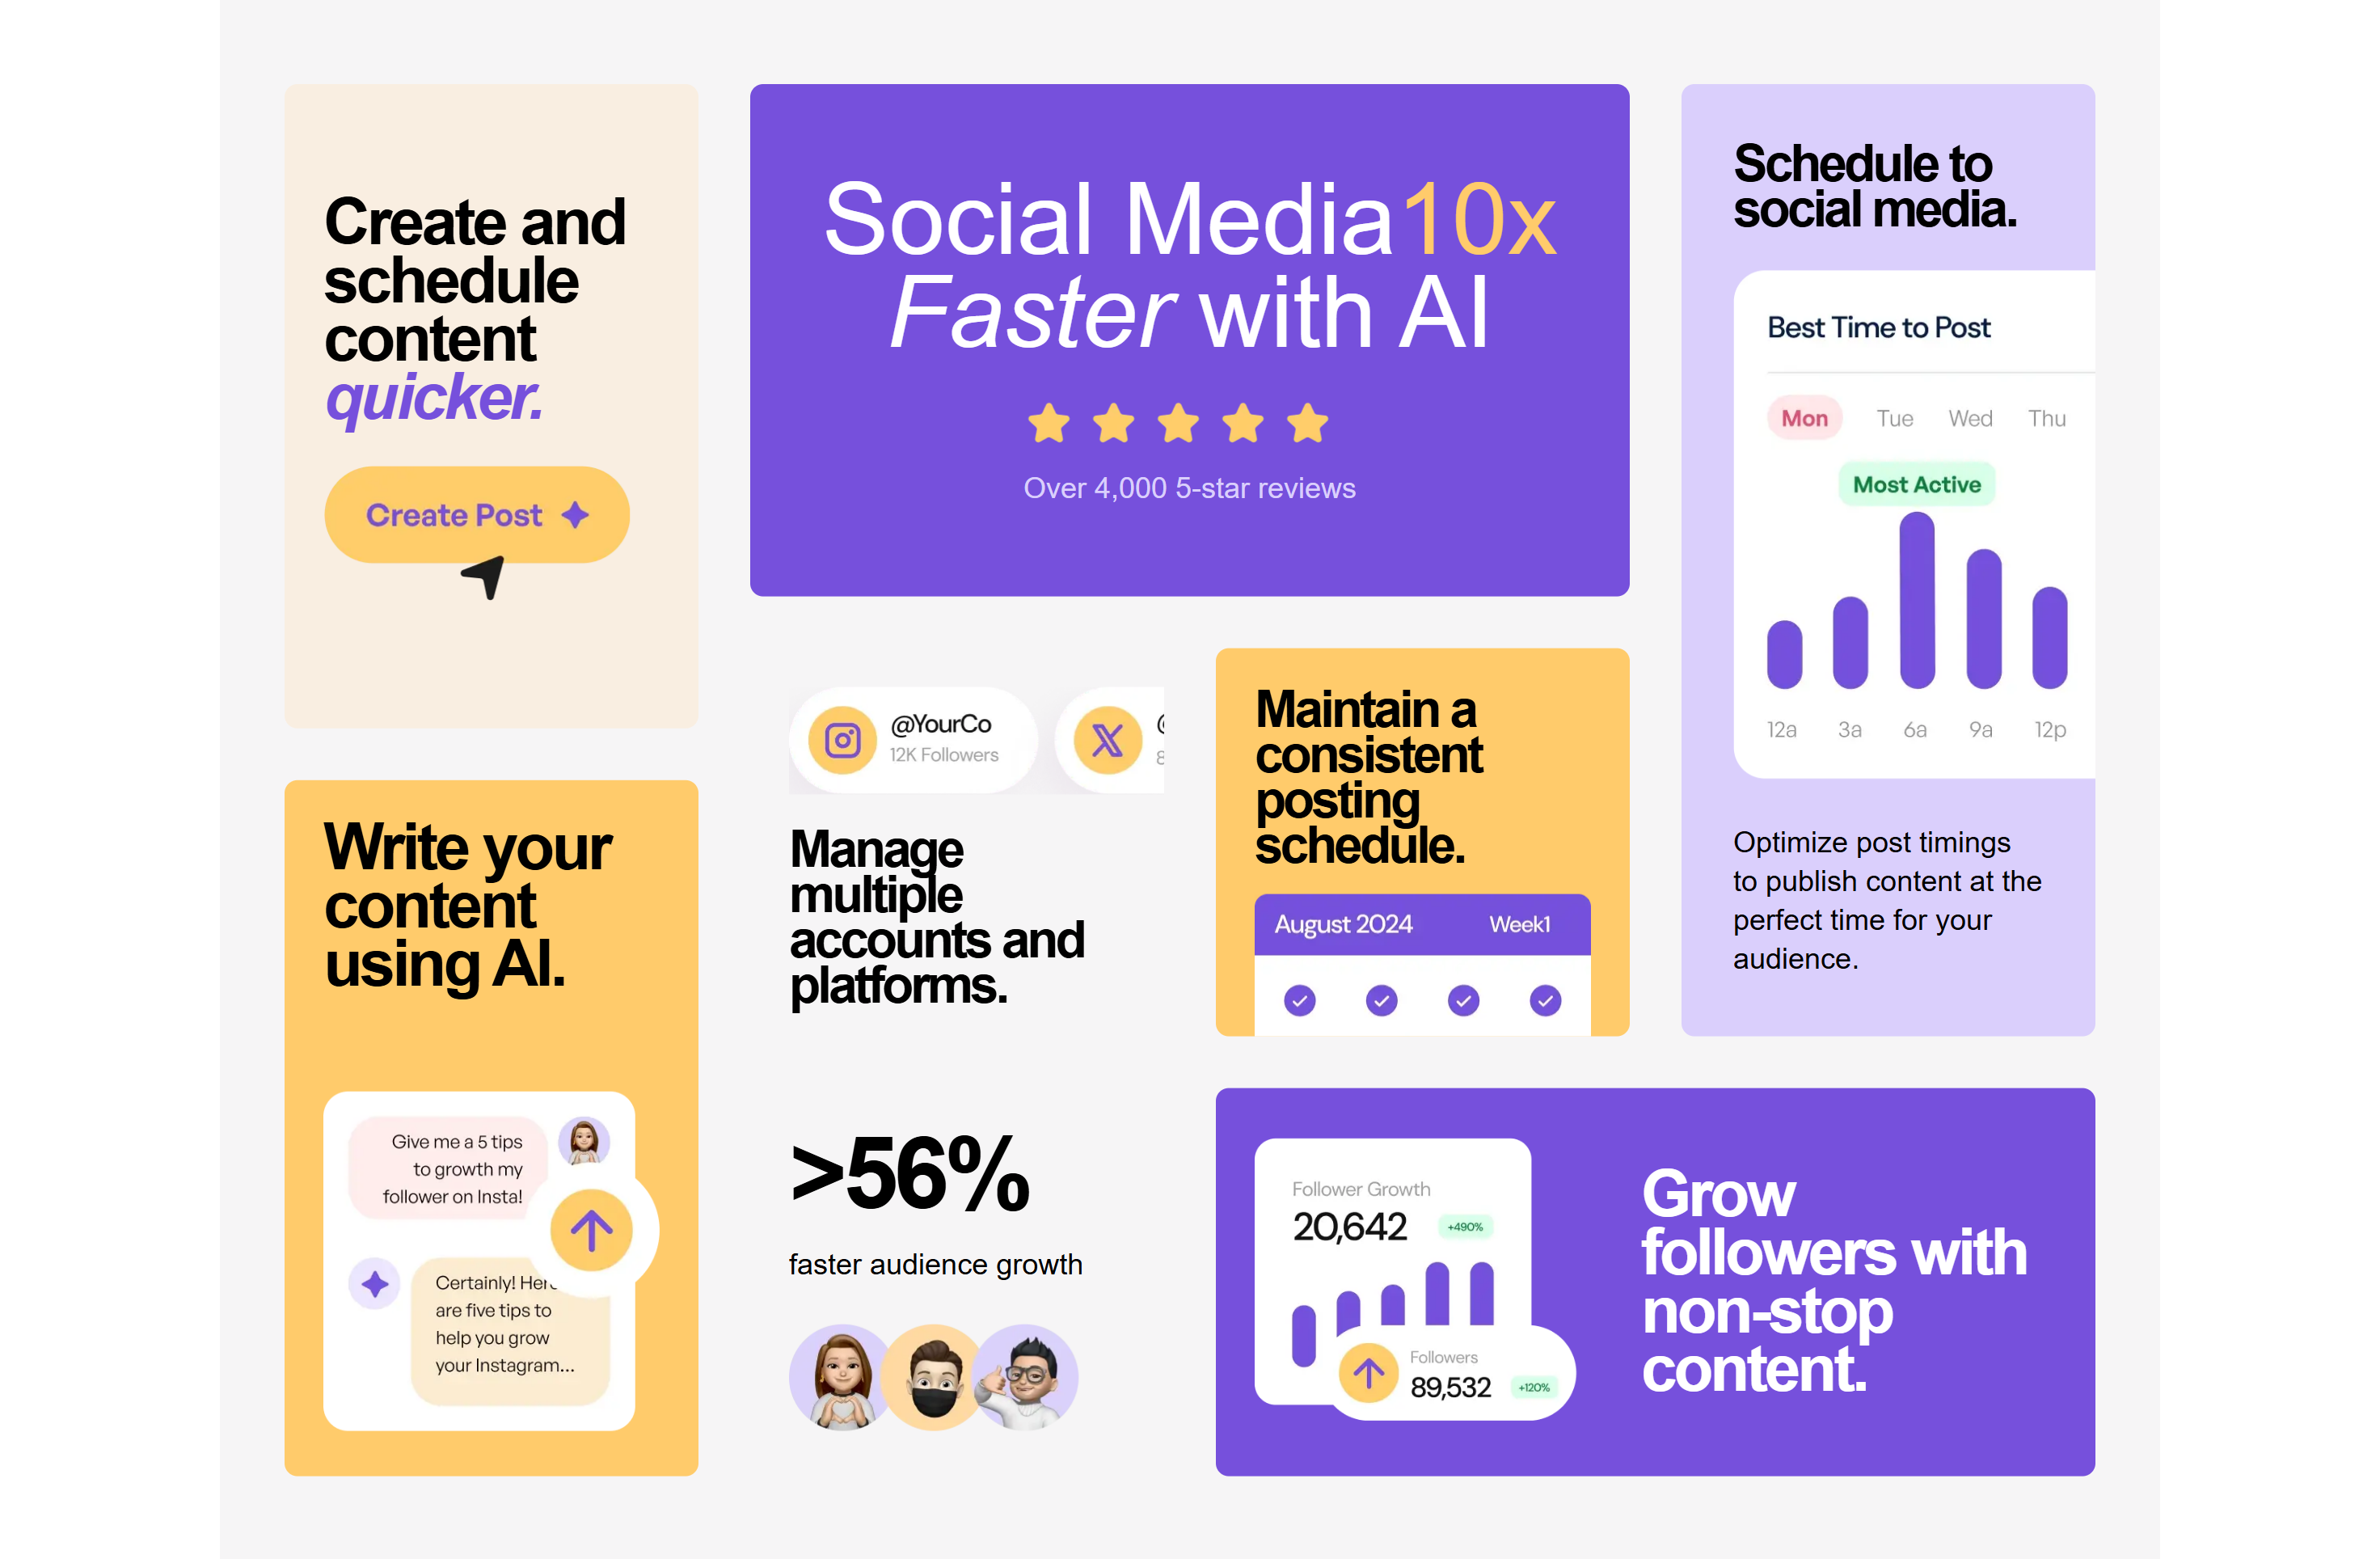 Create and
schedule
content
quicker.
Create Post
Social Media10x
Faster with AI
Over 4,000 5-star reviews
Schedule to
social media.
Best Time to Post
Mon Tue Wed Thu
Most Active
12a 3a 6a 9a 12p
Optimize post timings
to publish content at the
perfect time for your
audience.
Write your
content
using AI.
Give me a 5 tips
to growth my
follower on Insta!
Certainly!
are five tips to
help you grow
your Instagram...
@YourCo
12K Followers
Manage
multiple
accounts and
platforms.
Maintain a
consistent
posting
schedule.
August 2024 Week1
>56%
faster audience growth
Follower Growth
20,642 +490%
Followers
89,532 +120%
Grow
followers with
non-stop
content.